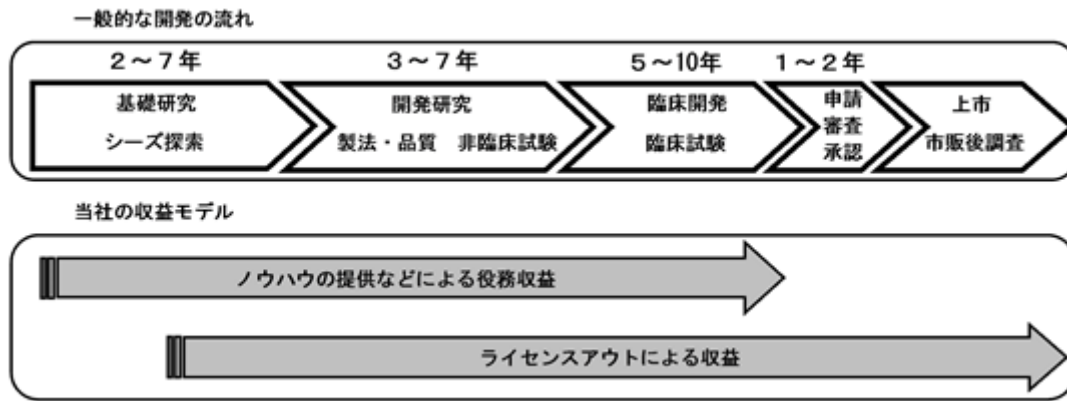 一般的な開発の流れ
2～7年
3～7年
5～10年
1～2年
基礎研究
シーズ探索
開発研究
製法・品質 非臨床試験
臨床開発
臨床試験
申請
審査
承認
上市
市販後調査
当社の収益モデル
ノウハウの提供などによる役務収益
ライセンスアウトによる収益